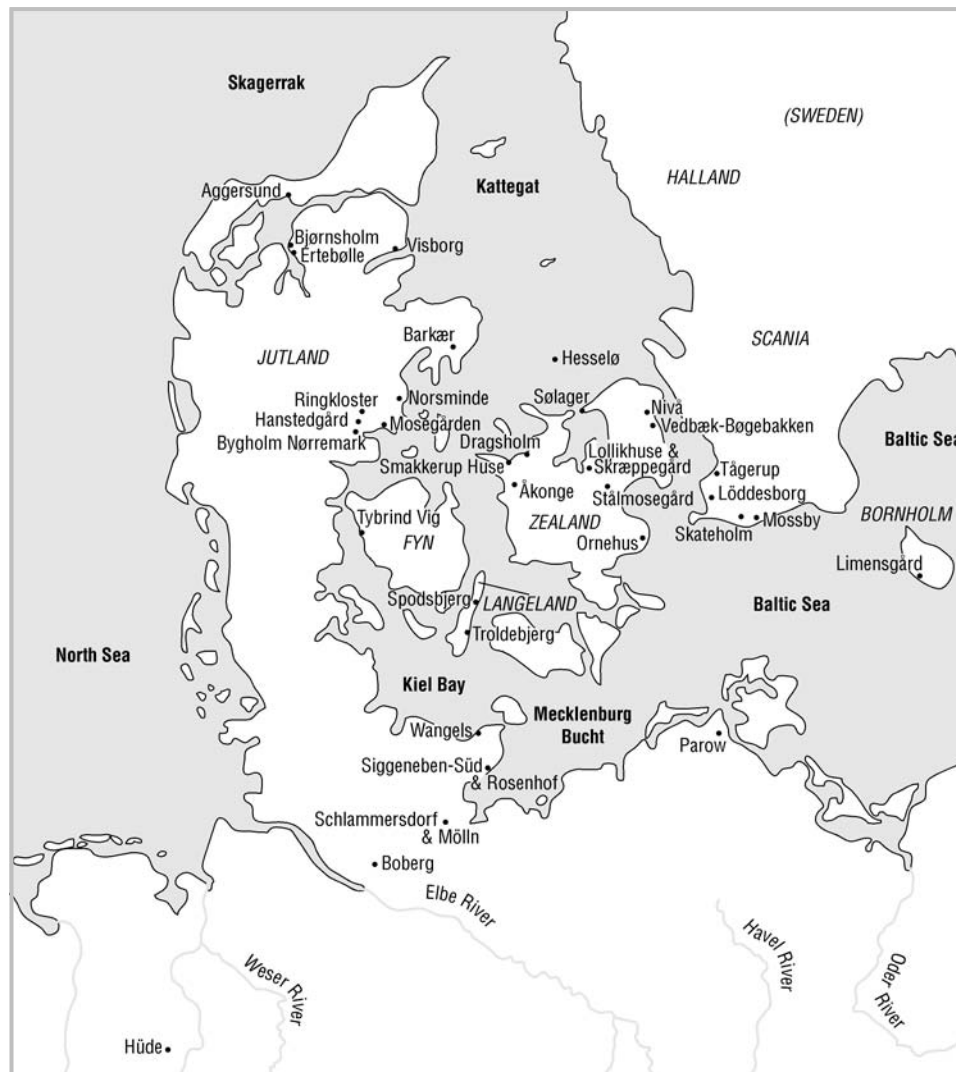 Skagerrak
(SWEDEN)
HALLAND
Kattegat
Aggersund
Bjørnsholm
Ertebølle
Visborg
Barkær
SCANIA
JUTLAND
Hesselø
Ringkloster
Norsminde
Sølager
Nivå
Hanstedgård
Mosegården
Vedbæk-Bøgebakken
Bygholm Nørremark
Dragsholm
Lollikhuse &
Skræppegård
Baltic Sea
Smakkerup Huse
Tågerup
Åkonge
Stålmosegård
Löddesborg
Tybrind Vig
ZEALAND
Mossby
BORNHOLM
FYN
Ornehus
Skateholm
Limensgård
Spodsbjerg
LANGELAND
Baltic Sea
Troldebjerg
North Sea
Kiel Bay
Mecklenburg
Bucht
Wangels
Parow
Siggeneben-Süd
& Rosenhof
Schlammersdorf
& Mölln
Boberg
Elbe River
Havel River
Weser River
Oder River
Hüde